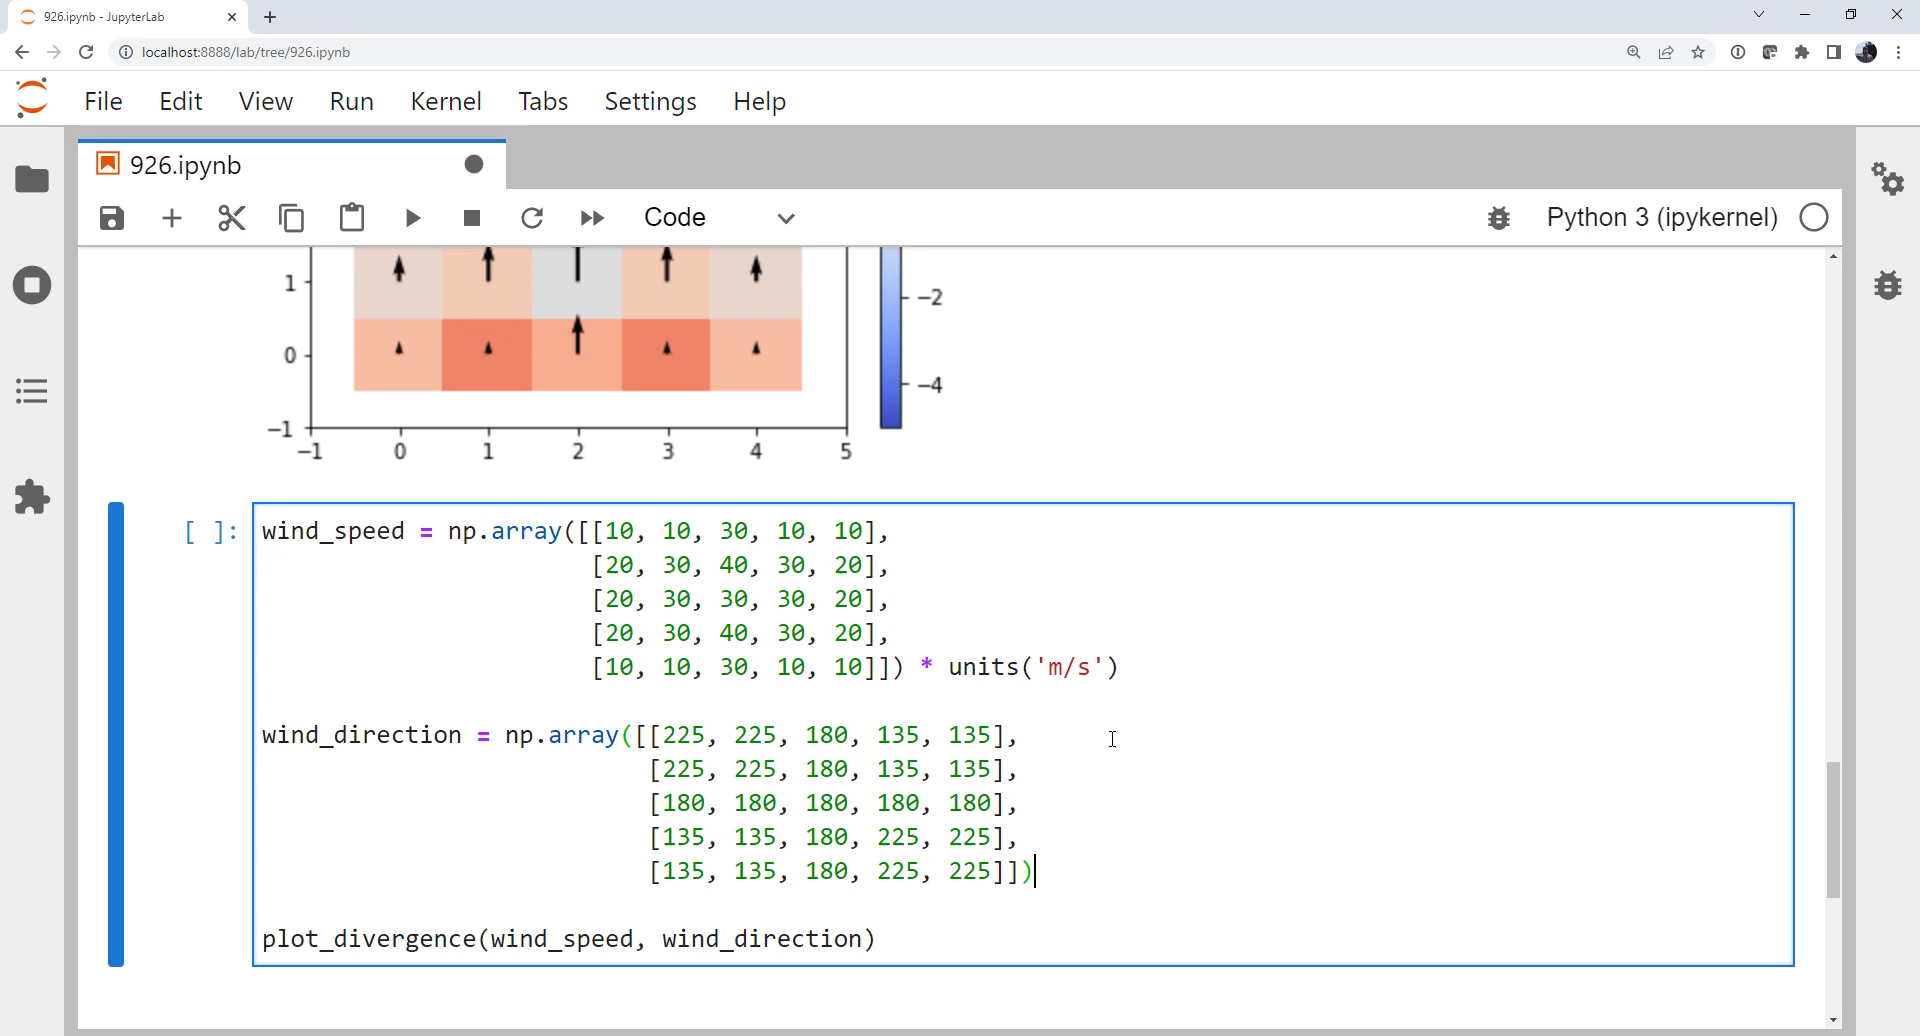 926.ipynb - JupyterLab
localhost:8888/lab/tree/926.ipynb
File Edit View Run Kernel Tabs Settings Help
926.ipynb
Code
Python 3 (ipykernel)
1
0
−1
−1 0 1 2 3 4 5
−2
−4
[ ]:
wind_speed = np.array([[10, 10, 30, 10, 10],
[20, 30, 40, 30, 20],
[20, 30, 30, 30, 20],
[20, 30, 40, 30, 20],
[10, 10, 30, 10, 10]]) * units('m/s')
wind_direction = np.array([[225, 225, 180, 135, 135],
[225, 225, 180, 135, 135],
[180, 180, 180, 180, 180],
[135, 135, 180, 225, 225],
[135, 135, 180, 225, 225]])
plot_divergence(wind_speed, wind_direction)